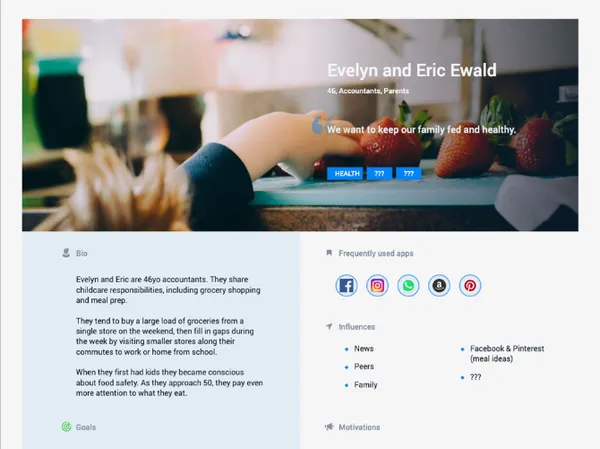 Evelyn and Eric Ewald
46, Accountants, Parents
We want to keep our family fed and healthy.
HEALTH ??? ???
Bio
Evelyn and Eric are 46yo accountants. They share
childcare responsibilities, including grocery shopping
and meal prep.
They tend to buy a large load of groceries from a
single store on the weekend, then fill in gaps during
the week by visiting smaller stores along their
commutes to work or home from school.
When they first had kids they became conscious
about food safety. As they approach 50, they pay even
more attention to what they eat.
Goals
Frequently used apps
Influences
News
Peers
Family
Facebook & Pinterest
(meal ideas)
???
Motivations